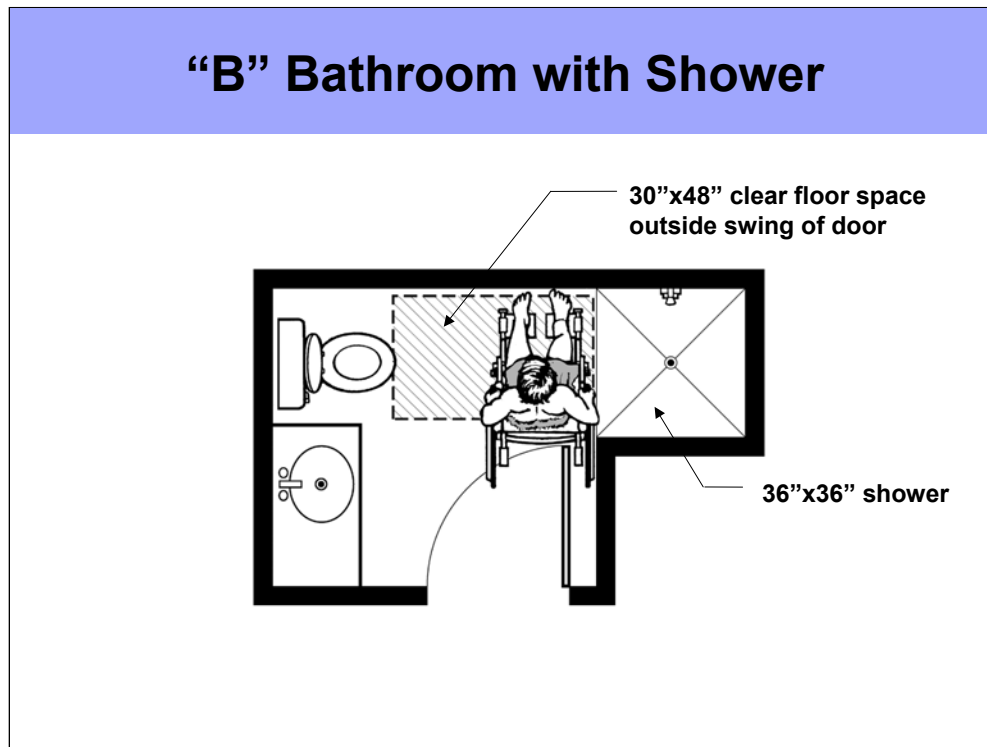 “B” Bathroom with Shower
30”x48” clear floor space
outside swing of door
36”x36” shower